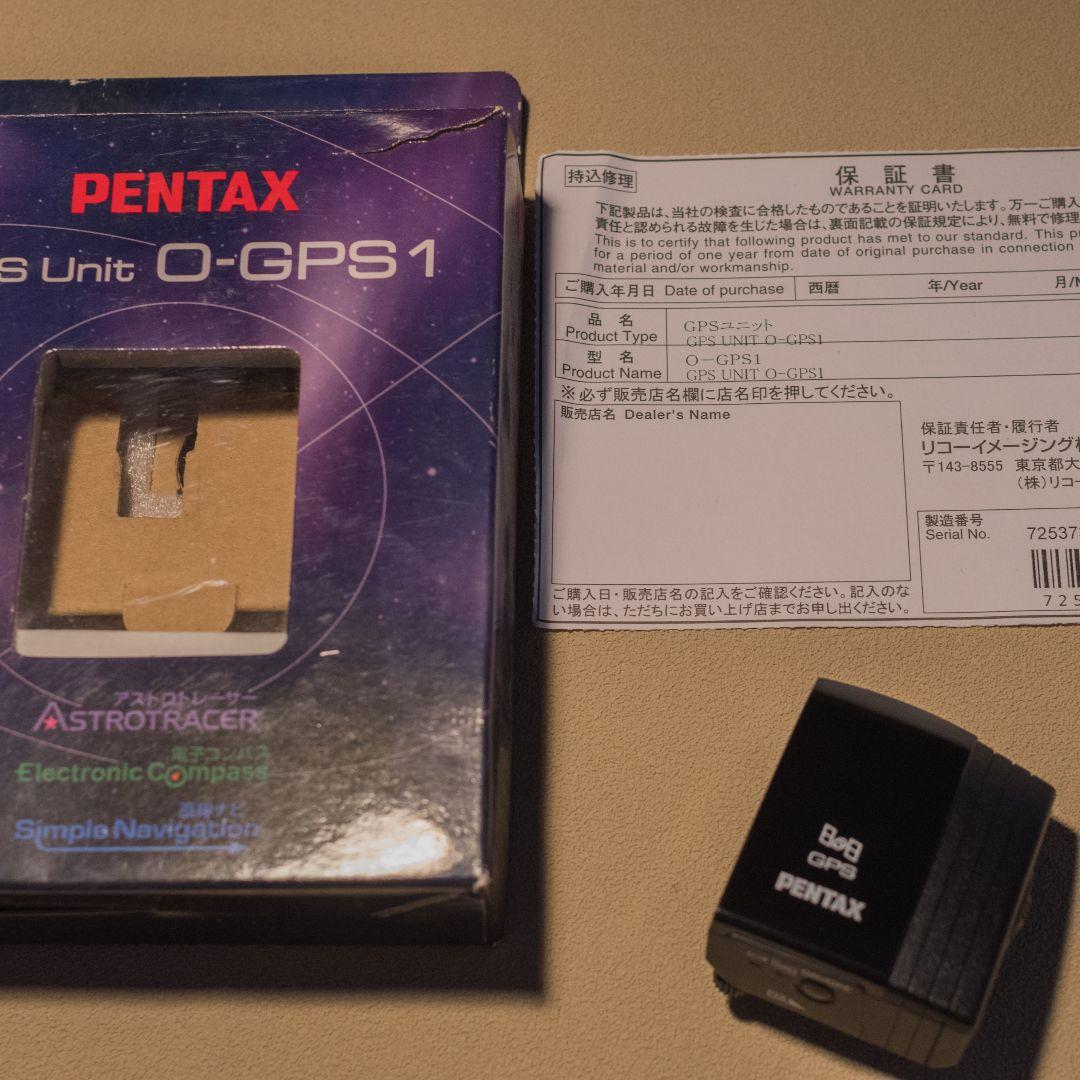 PENTAX
S Unit O-GPS1
アストロトレーサー
ASTROTRACER
電子コンパス
Electronic Compass
直線ナビ
Simple Navigation
持込修理
保証書
WARRANTY CARD
下記製品は、当社の検査に合格したものであることを証明いたします。万一ご購入
責任と認められる故障を生じた場合は、裏面記載の保証規定により、無料で修理
This is to certify that following product has met to our standard. This pr
for a period of one year from date of original purchase in connection
material and/or workmanship.
ご購入年月日 Date of purchase 西暦 年/Year 月/M
品名 GPSユニット
Product Type GPS UNIT O-GPS1
型名 O-GPS1
Product Name GPS UNIT O-GPS1
※必ず販売店名欄に店名印を押してください。
販売店名 Dealer's Name
保証責任者・履行者
リコーイメージング株
〒143-8555 東京都大
（株）リコー
製造番号
Serial No. 72537
725
ご購入日・販売店名の記入をご確認ください。記入のな
い場合は、ただちにお買い上げ店までお申し出ください。
GPS
PENTAX